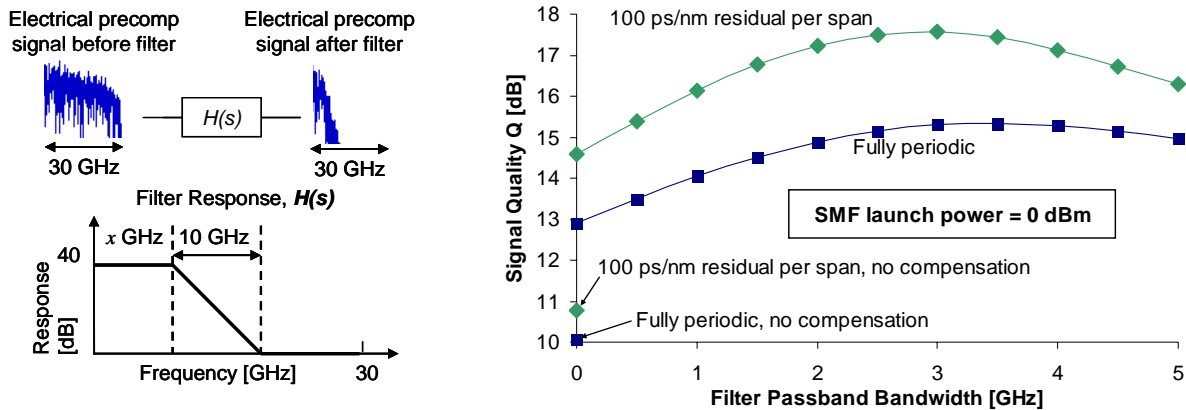 Electrical precomp
signal before filter
Electrical precomp
signal after filter
H(s)
30 GHz
30 GHz
Filter Response, H(s)
x GHz
10 GHz
40
Response
[dB]
Frequency [GHz]
30
Signal Quality Q [dB]
18
17
16
15
14
13
12
11
10
100 ps/nm residual per span
Fully periodic
SMF launch power = 0 dBm
100 ps/nm residual per span, no compensation
Fully periodic, no compensation
0
1
2
3
4
5
Filter Passband Bandwidth [GHz]